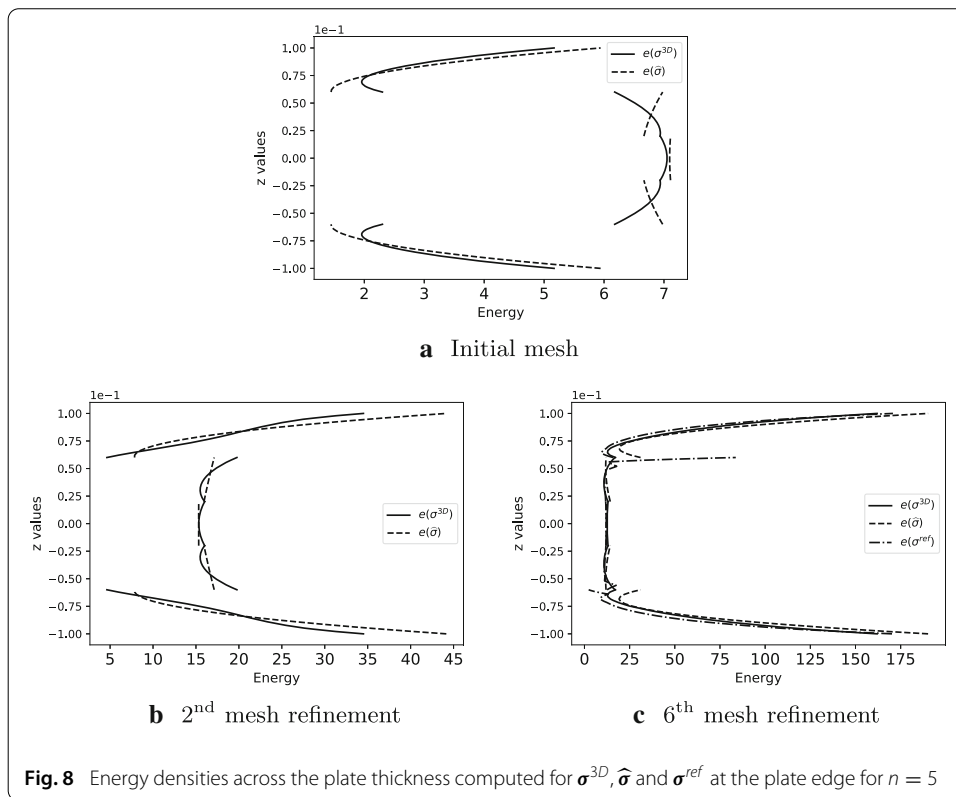 1e−1
1.00
0.75
0.50
0.25
0.00
−0.25
−0.50
−0.75
−1.00
z values
e(σ³ᴰ)
e(σ̂)
2 3 4 5 6 7
Energy
a Initial mesh
1e−1
1.00
0.75
0.50
0.25
0.00
−0.25
−0.50
−0.75
−1.00
z values
e(σ³ᴰ)
e(σ̂)
5 10 15 20 25 30 35 40 45
Energy
b 2ⁿᵈ mesh refinement
1e−1
1.00
0.75
0.50
0.25
0.00
−0.25
−0.50
−0.75
−1.00
z values
e(σ³ᴰ)
e(σ̂)
e(σʳᵉᶠ)
0 25 50 75 100 125 150 175
Energy
c 6ᵗʰ mesh refinement
Fig. 8 Energy densities across the plate thickness computed for σ³ᴰ, σ̂ and σʳᵉᶠ at the plate edge for n = 5